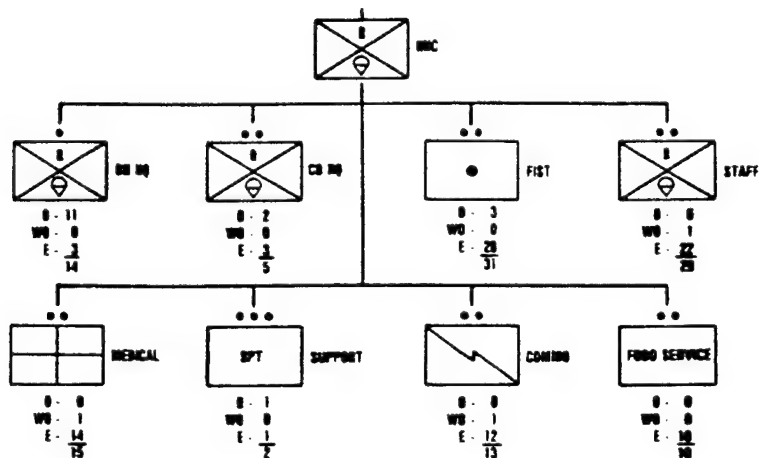 R
HHC
R
BN HQ
O - 11
WO - 0
E - 3
14
R
CO HQ
O - 2
WO - 0
E - 3
5
FIST
O - 3
WO - 0
E - 28
31
R
STAFF
O - 6
WO - 1
E - 22
29
MEDICAL
O - 0
WO - 1
E - 14
15
SPT
SUPPORT
O - 1
WO - 0
E - 1
2
COMMO
O - 0
WO - 1
E - 12
13
FOOD SERVICE
O - 0
WO - 0
E - 10
10